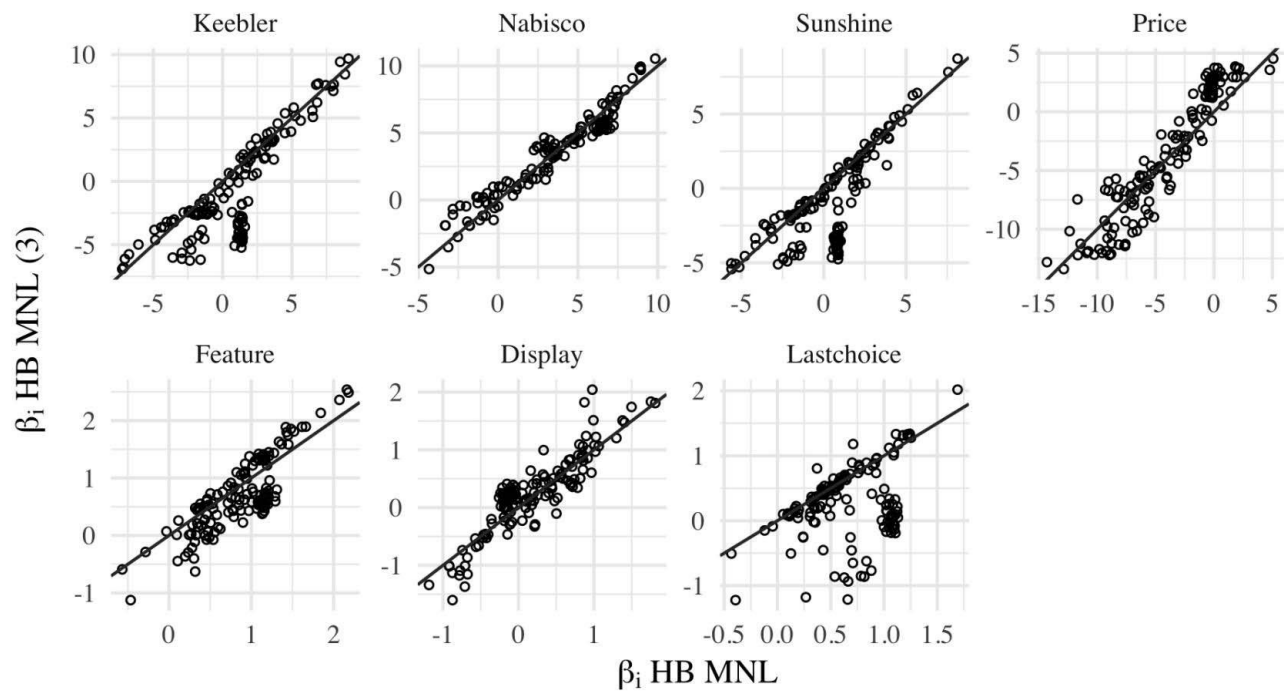 Keebler Nabisco Sunshine Price
10 10 5
5 5 5 0
0 0 0 -5
-5 -5 -5 -10
-5 0 5 -5 0 5 10 -5 0 5 -15 -10 -5 0 5
βi HB MNL (3)
Feature Display Lastchoice
2 2 2
1 1 1
0 0 0
-1 -1 -1
0 1 2 -1 0 1 -0.5 0.0 0.5 1.0 1.5
βi HB MNL